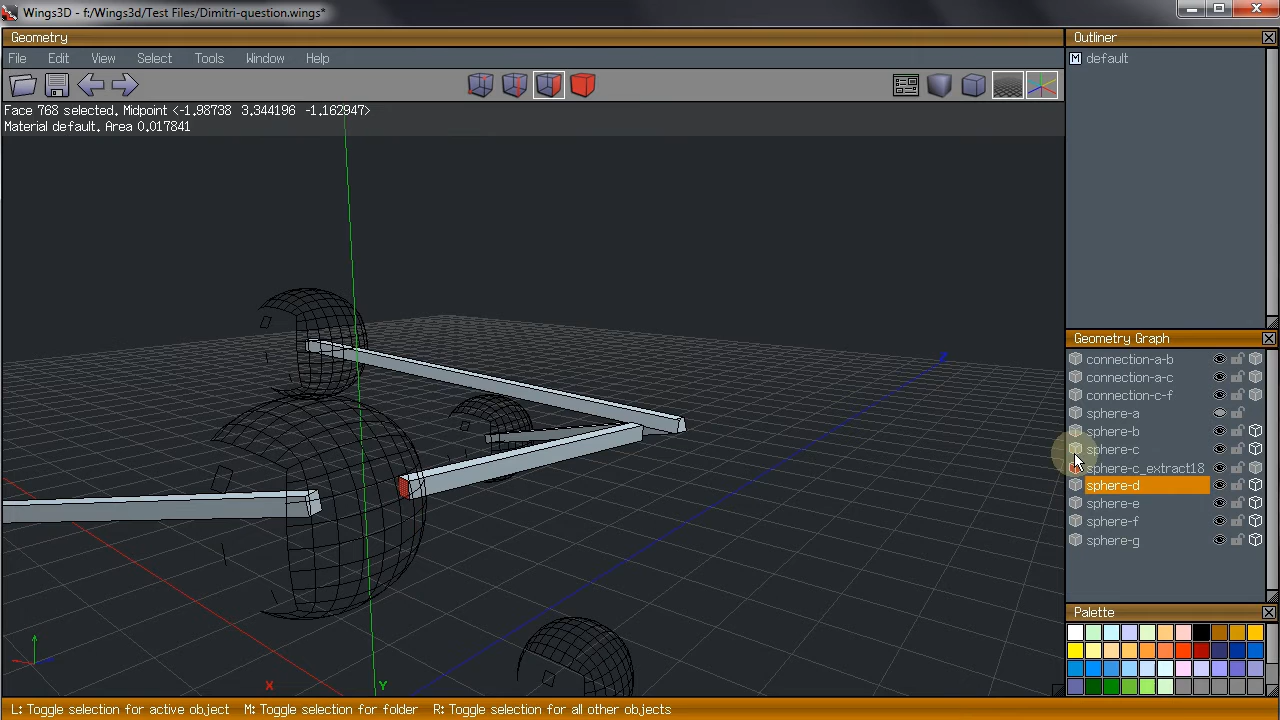 Wings3D - f:/Wings3d/Test Files/Dimitri-question.wings*
Geometry
File Edit View Select Tools Window Help
Face 768 selected. Midpoint <-1.98738 3.344196 -1.162947>
Material default. Area 0.017841
Outliner
M default
Geometry Graph
connection-a-b
connection-a-c
connection-c-f
sphere-a
sphere-b
sphere-c
sphere-c_extract18
sphere-d
sphere-e
sphere-f
sphere-g
Palette
X Y
L: Toggle selection for active object M: Toggle selection for folder R: Toggle selection for all other objects